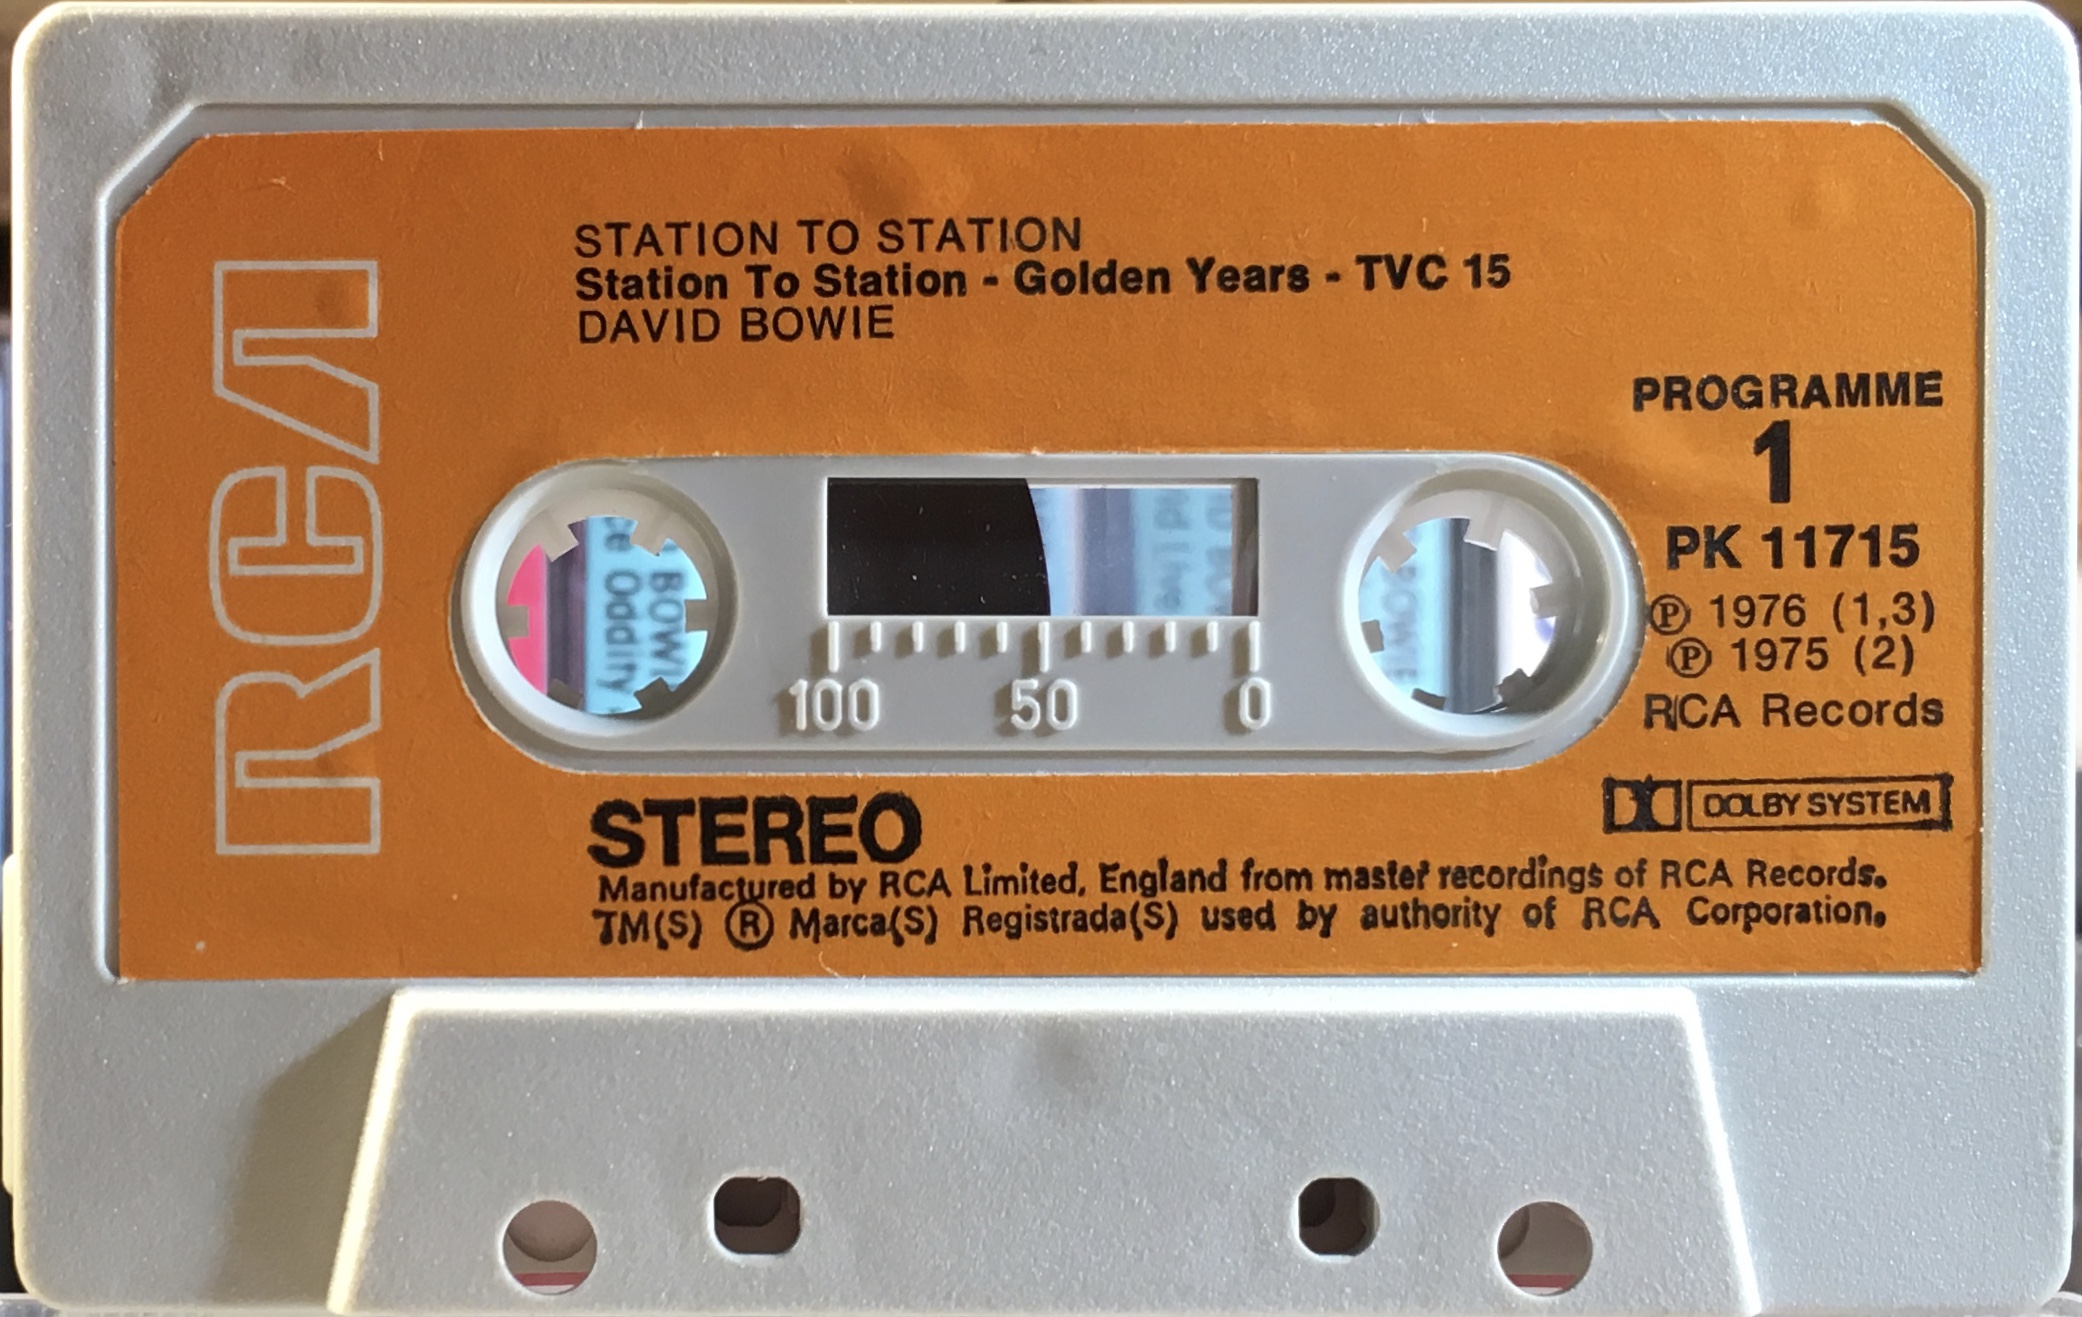 RCA
STATION TO STATION
Station To Station - Golden Years - TVC 15
DAVID BOWIE
PROGRAMME
1
PK 11715
Ⓟ 1976 (1,3)
Ⓟ 1975 (2)
RCA Records
DOLBY SYSTEM
BOWIE
Oddity
100 50 0
STEREO
Manufactured by RCA Limited, England from master recordings of RCA Records.
TM(S) ® Marca(S) Registrada(S) used by authority of RCA Corporation.